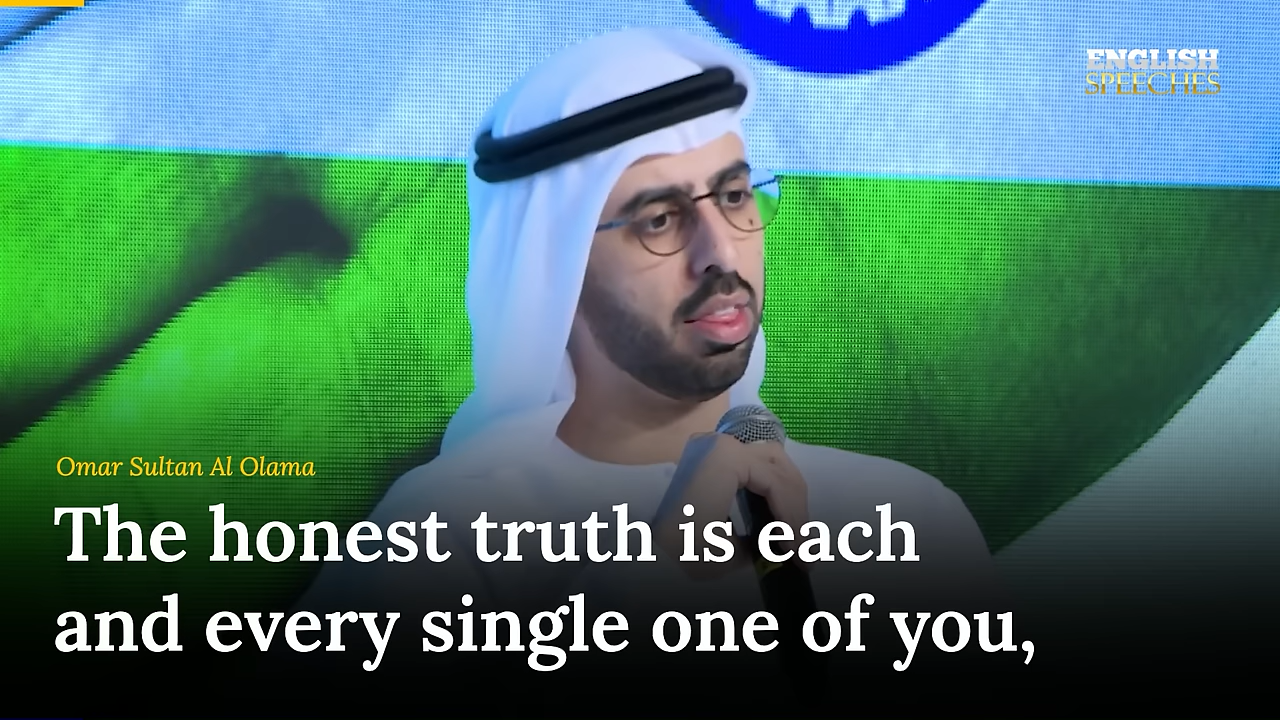 ENGLISH
SPEECHES
Omar Sultan Al Olama
The honest truth is each
and every single one of you,